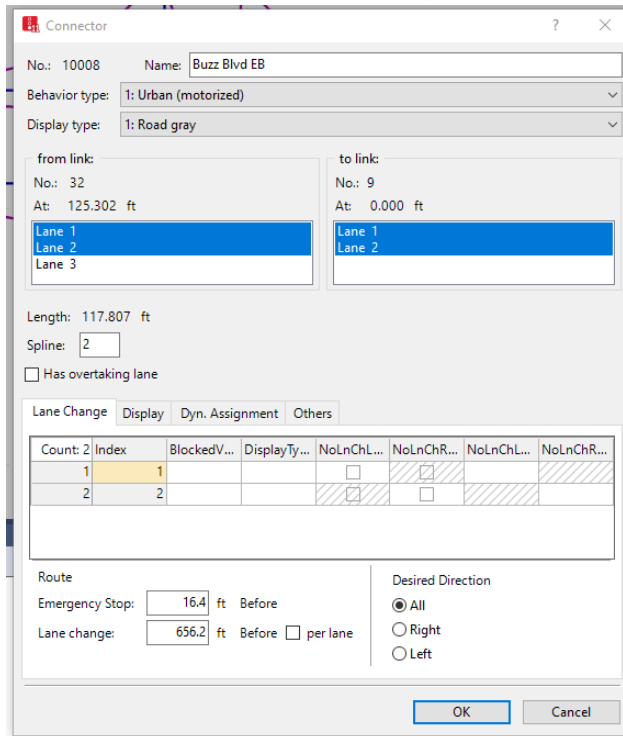 Connector
No.: 10008 Name: Buzz Blvd EB
Behavior type: 1: Urban (motorized)
Display type: 1: Road gray
from link:
No.: 32
At: 125.302 ft
Lane 1
Lane 2
Lane 3
to link:
No.: 9
At: 0.000 ft
Lane 1
Lane 2
Length: 117.807 ft
Spline: 2
Has overtaking lane
Lane Change Display Dyn. Assignment Others
Count: 2 Index BlockedV... DisplayTy... NoLnChL... NoLnChR... NoLnChL... NoLnChR...
1 1
2 2
Route
Emergency Stop: 16.4 ft Before
Lane change: 656.2 ft Before per lane
Desired Direction
All
Right
Left
OK Cancel